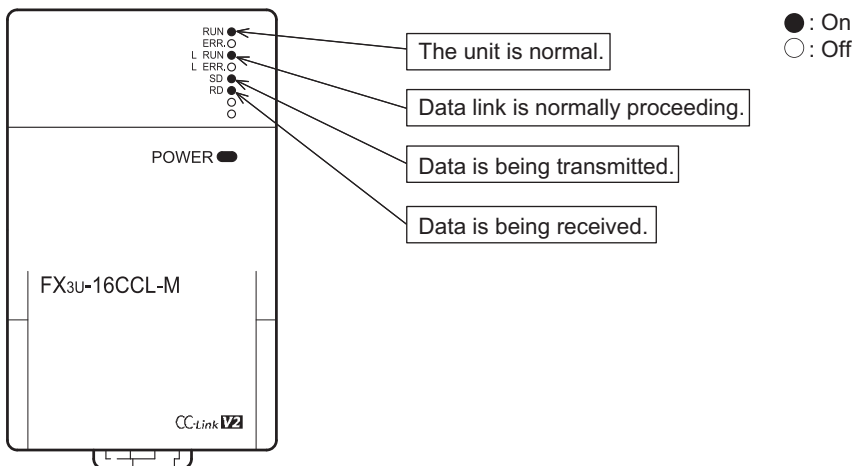 RUN
ERR.
L RUN
L ERR.
SD
RD
POWER
FX3U-16CCL-M
CC-Link V2
The unit is normal.
Data link is normally proceeding.
Data is being transmitted.
Data is being received.
: On
: Off